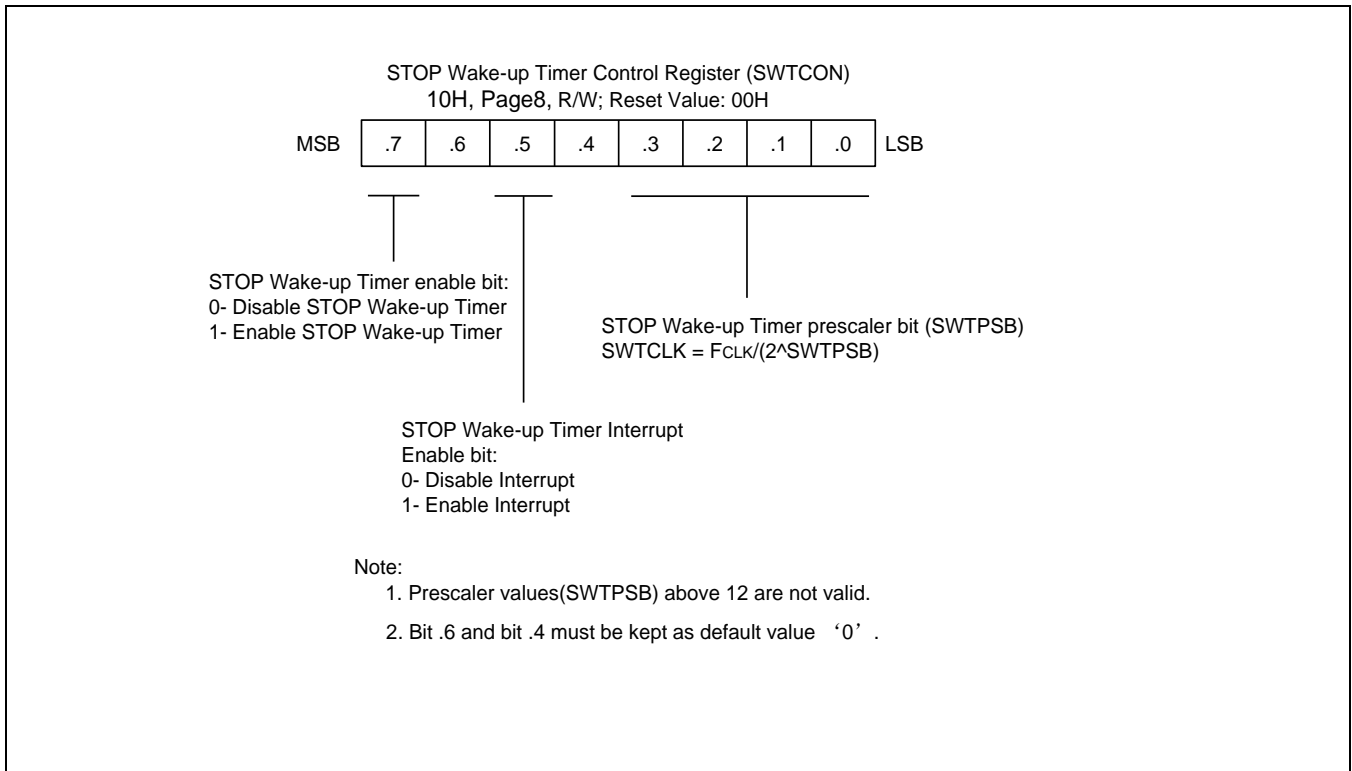 STOP Wake-up Timer Control Register (SWTCON)
10H, Page8, R/W; Reset Value: 00H
MSB .7 .6 .5 .4 .3 .2 .1 .0 LSB
STOP Wake-up Timer enable bit:
0- Disable STOP Wake-up Timer
1- Enable STOP Wake-up Timer
STOP Wake-up Timer prescaler bit (SWTPSB)
SWTCLK = FCLK/(2^SWTPSB)
STOP Wake-up Timer Interrupt
Enable bit:
0- Disable Interrupt
1- Enable Interrupt
Note:
1. Prescaler values(SWTPSB) above 12 are not valid.
2. Bit .6 and bit .4 must be kept as default value ‘0’.